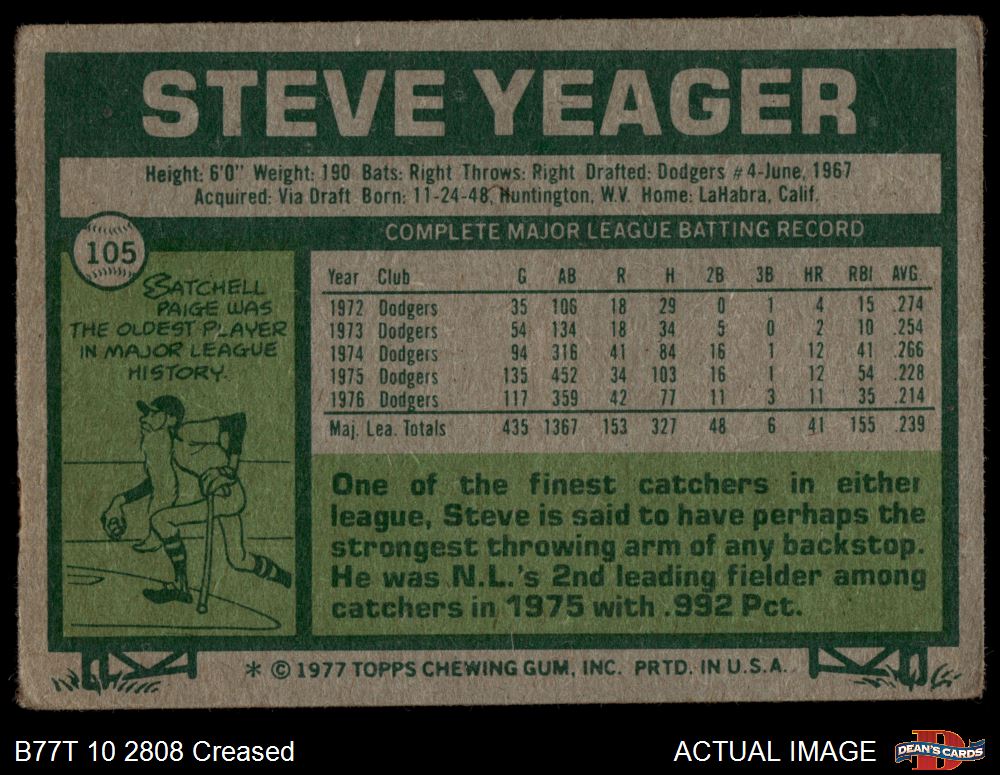 STEVE YEAGER
Height: 6'0" Weight: 190 Bats: Right Throws: Right Drafted: Dodgers #4-June, 1967
Acquired: Via Draft Born: 11-24-48, Huntington, W.V. Home: LaHabra, Calif.
105
SATCHELL
PAIGE WAS
THE OLDEST PLAYER
IN MAJOR LEAGUE
HISTORY.
COMPLETE MAJOR LEAGUE BATTING RECORD
Year Club G AB R H 2B 3B HR RBI AVG.
1972 Dodgers 35 106 18 29 0 1 4 15 .274
1973 Dodgers 54 134 18 34 5 0 2 10 .254
1974 Dodgers 94 316 41 84 16 1 12 41 .266
1975 Dodgers 135 452 34 103 16 1 12 54 .228
1976 Dodgers 117 359 42 77 11 3 11 35 .214
Maj. Lea. Totals 435 1367 153 327 48 6 41 155 .239
One of the finest catchers in either
league, Steve is said to have perhaps the
strongest throwing arm of any backstop.
He was N.L.'s 2nd leading fielder among
catchers in 1975 with .992 Pct.
* © 1977 TOPPS CHEWING GUM, INC. PRTD. IN U.S.A.
B77T 10 2808 Creased
ACTUAL IMAGE
D
DEAN'S CARDS